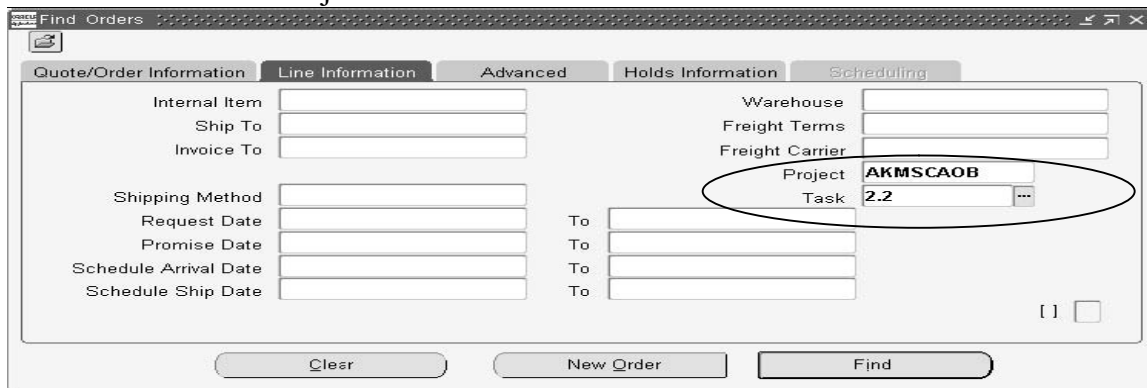 Find Orders
Quote/Order Information Line Information Advanced Holds Information Scheduling
Internal Item Warehouse
Ship To Freight Terms
Invoice To Freight Carrier
Project AKMSCAOB
Shipping Method Task 2.2 ...
Request Date To
Promise Date To
Schedule Arrival Date To
Schedule Ship Date To
[ ]
Clear New Order Find